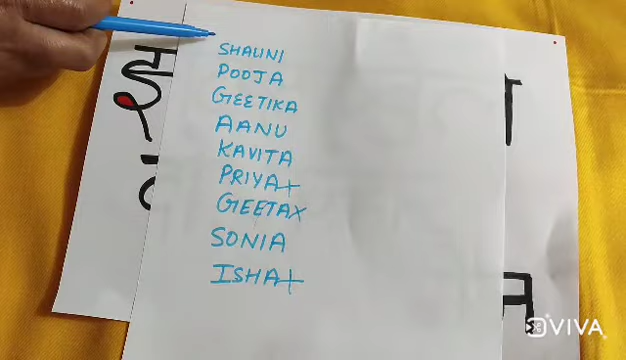 SHALINI
POOJA
GEETIKA
AANU
KAVITA
PRIYA+
GEETAX
SONIA
ISHA+
VIVA